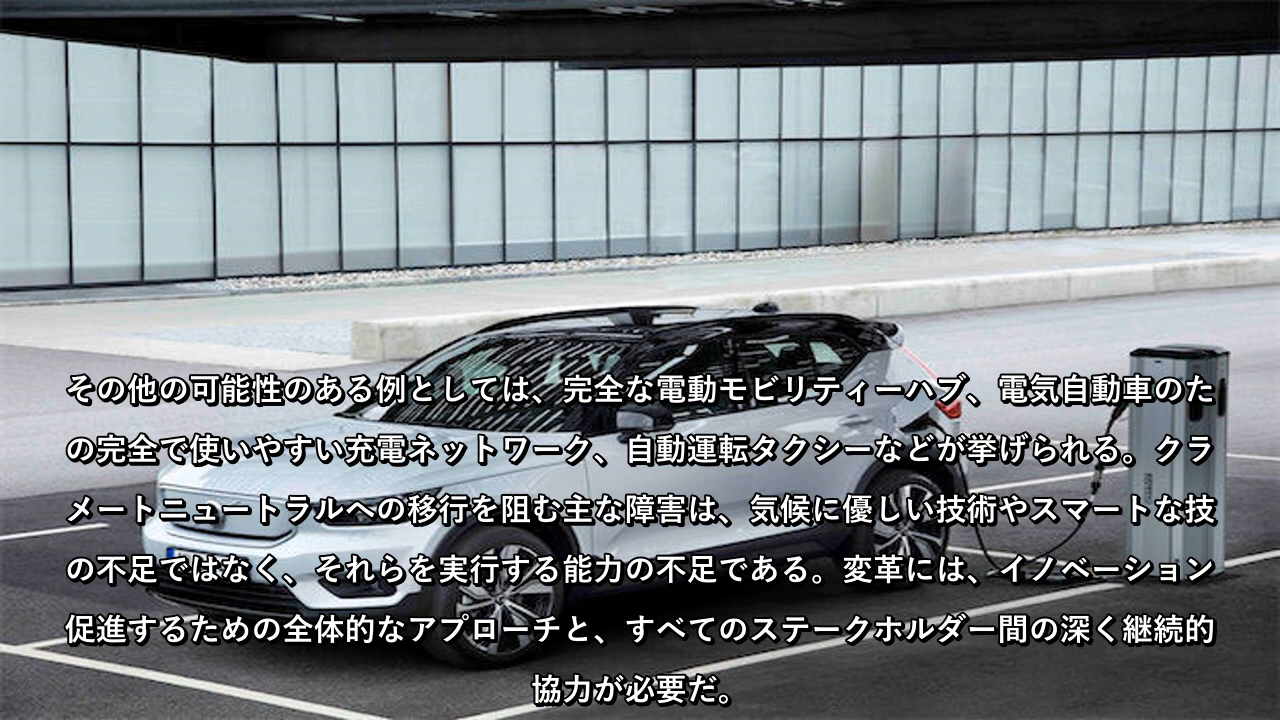 その他の可能性のある例としては、完全な電動モビリティーハブ、電気自動車のた
の完全で使いやすい充電ネットワーク、自動運転タクシーなどが挙げられる。クラ
メートニュートラルへの移行を阻む主な障害は、気候に優しい技術やスマートな技
の不足ではなく、それらを実行する能力の不足である。変革には、イノベーション
促進するための全体的なアプローチと、すべてのステークホルダー間の深く継続的
協力が必要だ。